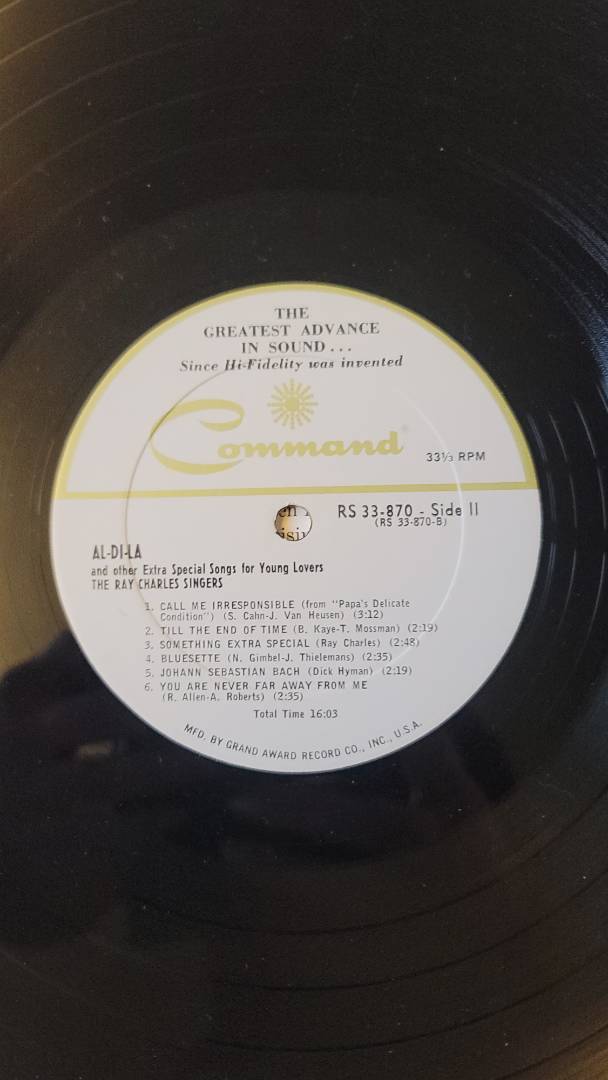 THE
GREATEST ADVANCE
IN SOUND...
Since Hi-Fidelity was invented
Command
33⅓ RPM
RS 33-870 - Side II
(RS 33-870-B)
AL-DI-LA
and other Extra Special Songs for Young Lovers
THE RAY CHARLES SINGERS
1. CALL ME IRRESPONSIBLE (from "Papa's Delicate
Condition") (S. Cahn-J. Van Heusen) (3:12)
2. TILL THE END OF TIME (B. Kaye-T. Mossman) (2:19)
3. SOMETHING EXTRA SPECIAL (Ray Charles) (2:48)
4. BLUESETTE (N. Gimbel-J. Thielemans) (2:35)
5. JOHANN SEBASTIAN BACH (Dick Hyman) (2:19)
6. YOU ARE NEVER FAR AWAY FROM ME
(R. Allen-A. Roberts) (2:35)
Total Time 16:03
MFD. BY GRAND AWARD RECORD CO., INC., U.S.A.